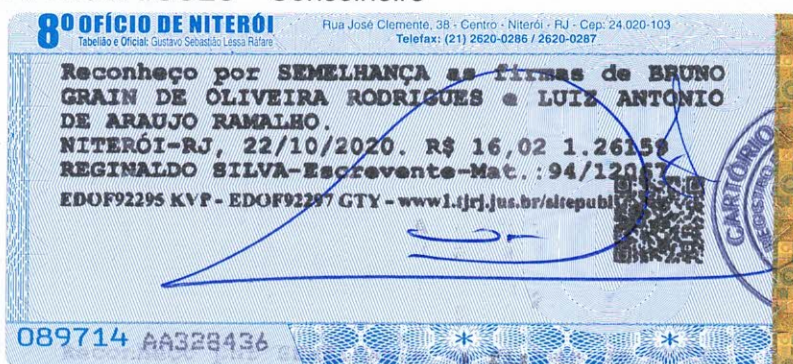 8º OFÍCIO DE NITERÓI
Tabelião e Oficial: Gustavo Sebastião Lessa Ráfare
Rua José Clemente, 38 - Centro - Niterói - RJ - Cep: 24.020-103
Telefax: (21) 2620-0286 / 2620-0287
Reconheço por SEMELHANÇA as firmas de BRUNO
GRAIN DE OLIVEIRA RODRIGUES e LUIZ ANTONIO
DE ARAUJO RAMALHO.
NITERÓI-RJ, 22/10/2020. R$ 16,02 1.26159
REGINALDO SILVA-Escrevente-Mat.:94/12067
EDOF92295 KVP - EDOF92297 GTY - www1.tjrj.jus.br/sitepubl
CARTÓRIO
089714 AA328436